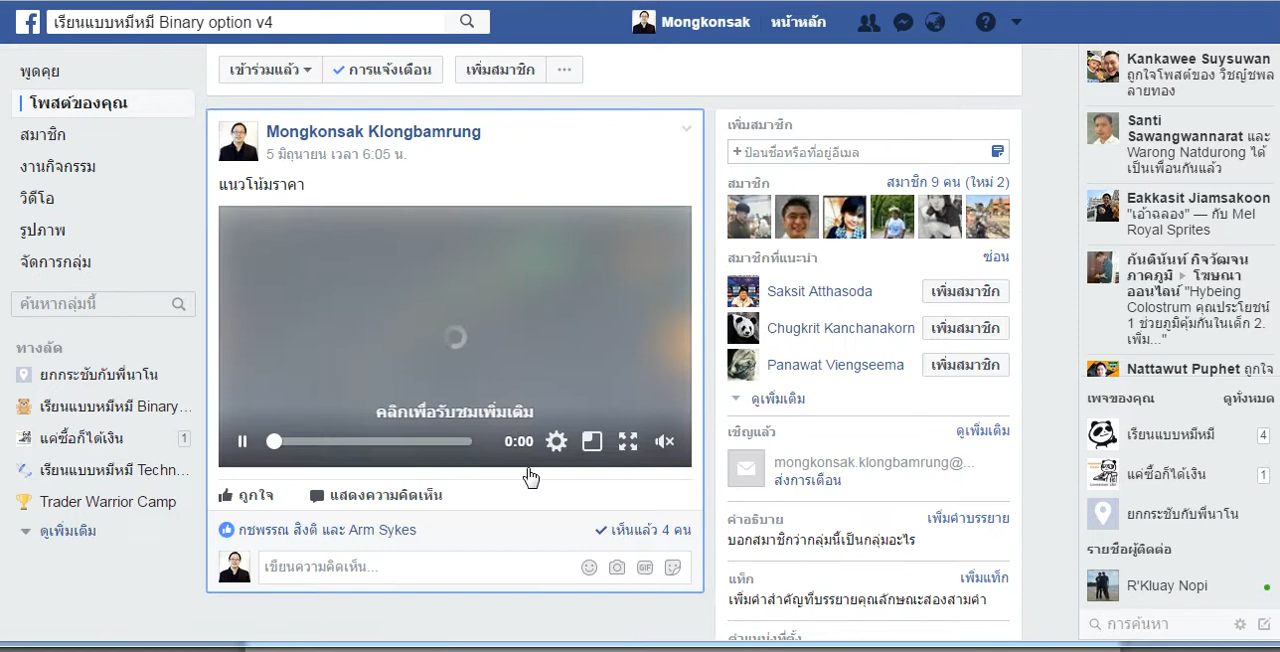 เรียนแบบหมีหมี Binary option v4
Mongkonsak
หน้าหลัก
พูดคุย
โพสต์ของคุณ
สมาชิก
งานกิจกรรม
วิดีโอ
รูปภาพ
จัดการกลุ่ม
ค้นหากลุ่มนี้
ทางลัด
ยกกระชับกับพี่นาโน
เรียนแบบหมีหมี Binary...
แค่ซื้อก็ได้เงิน
1
เรียนแบบหมีหมี Techn...
Trader Warrior Camp
ดูเพิ่มเติม
เข้าร่วมแล้ว
การแจ้งเตือน
เพิ่มสมาชิก
Mongkonsak Klongbamrung
5 มิถุนายน เวลา 6:05 น.
แนวโน้มราคา
คลิกเพื่อรับชมเพิ่มเติม
0:00
ถูกใจ
แสดงความคิดเห็น
กชพรรณ สิงติ และ Arm Sykes
เห็นแล้ว 4 คน
เขียนความคิดเห็น...
GIF
เพิ่มสมาชิก
+ ป้อนชื่อหรือที่อยู่อีเมล
สมาชิก
สมาชิก 9 คน (ใหม่ 2)
สมาชิกที่แนะนำ
ซ่อน
Saksit Atthasoda
เพิ่มสมาชิก
Chugkrit Kanchanakorn
เพิ่มสมาชิก
Panawat Viengseema
เพิ่มสมาชิก
ดูเพิ่มเติม
เชิญแล้ว
ดูเพิ่มเติม
mongkonsak.klongbamrung@...
ส่งการเตือน
คำอธิบาย
เพิ่มคำบรรยาย
บอกสมาชิกว่ากลุ่มนี้เป็นกลุ่มอะไร
แท็ก
เพิ่มแท็ก
เพิ่มคำสำคัญที่บรรยายคุณลักษณะสองสามคำ
ตำแหน่งที่ตั้ง
Kankawee Suysuwan
ถูกใจโพสต์ของ วิชญ์ชพล
ลายทอง
Santi
Sawangwannarat และ
Warong Natdurong ได้
เป็นเพื่อนกันแล้ว
Eakkasit Jiamsakoon
"เอ้าฉลอง" — กับ Mel
Royal Sprites
กันตินันท์ กิจวัฒน
ภาคภูมิ ▸ โฆษณา
ออนไลน์ "Hybeing
Colostrum คุณประโยชน์
1 ช่วยภูมิคุ้มกันในเด็ก 2.
เพิ่ม..."
Nattawut Puphet ถูกใจ
เพจของคุณ
ดูทั้งหมด
เรียนแบบหมีหมี
4
แค่ซื้อก็ได้เงิน
1
ยกกระชับกับพี่นาโน
รายชื่อผู้ติดต่อ
R'Kluay Nopi
การค้นหา